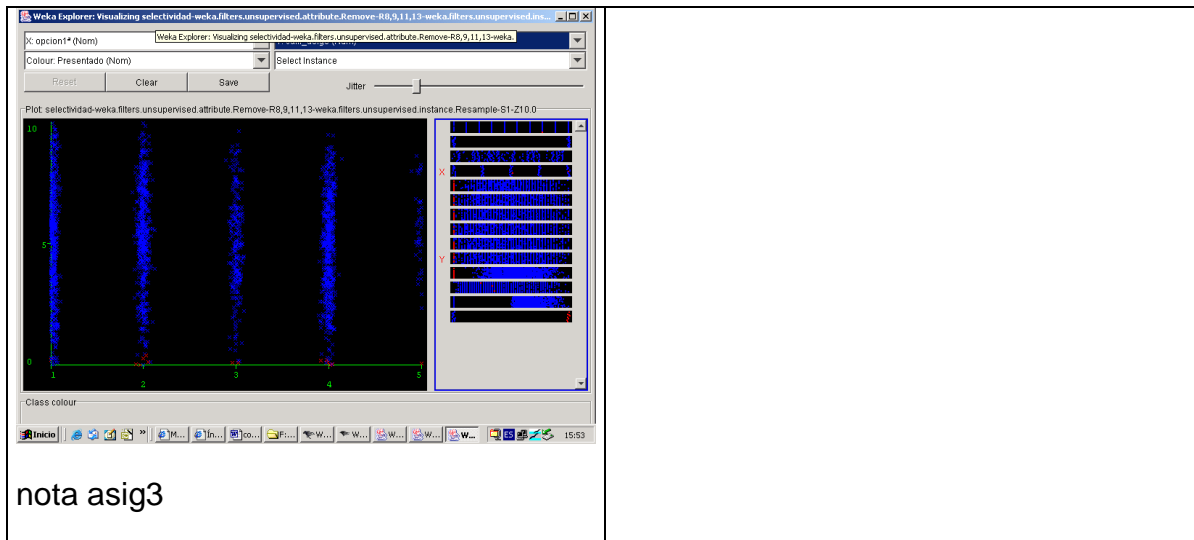 Weka Explorer: Visualizing selectividad-weka.filters.unsupervised.attribute.Remove-R8,9,11,13-weka.filters.unsupervised.ins...
X: opcion1ª (Nom)
Weka Explorer: Visualizing selectividad-weka.filters.unsupervised.attribute.Remove-R8,9,11,13-weka.
Colour: Presentado (Nom)
Select Instance
Reset Clear Save Jitter
Plot: selectividad-weka.filters.unsupervised.attribute.Remove-R8,9,11,13-weka.filters.unsupervised.instance.Resample-S1-Z10.0
10
5
0
1 2 3 4 5
X
Y
Class colour
Inicio » M... Ín... co... F:... W... W... W... W... W... ES 15:53
nota asig3